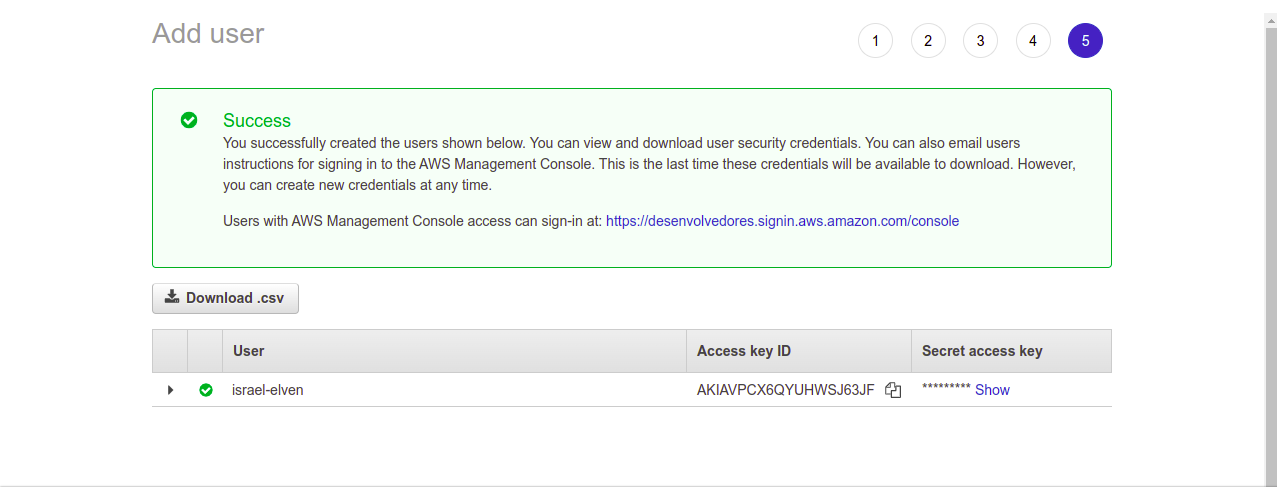 Add user
1 2 3 4 5
Success
You successfully created the users shown below. You can view and download user security credentials. You can also email users
instructions for signing in to the AWS Management Console. This is the last time these credentials will be available to download. However,
you can create new credentials at any time.
Users with AWS Management Console access can sign-in at: https://desenvolvedores.signin.aws.amazon.com/console
Download .csv
User Access key ID Secret access key
israel-elven AKIAVPCX6QYUHWSJ63JF ********* Show